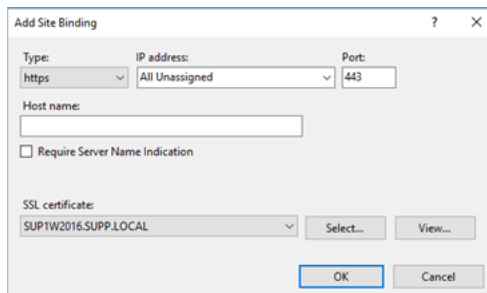 Add Site Binding ? ×
Type: IP address: Port:
https All Unassigned 443
Host name:
Require Server Name Indication
SSL certificate:
SUP1W2016.SUPP.LOCAL Select... View...
OK Cancel